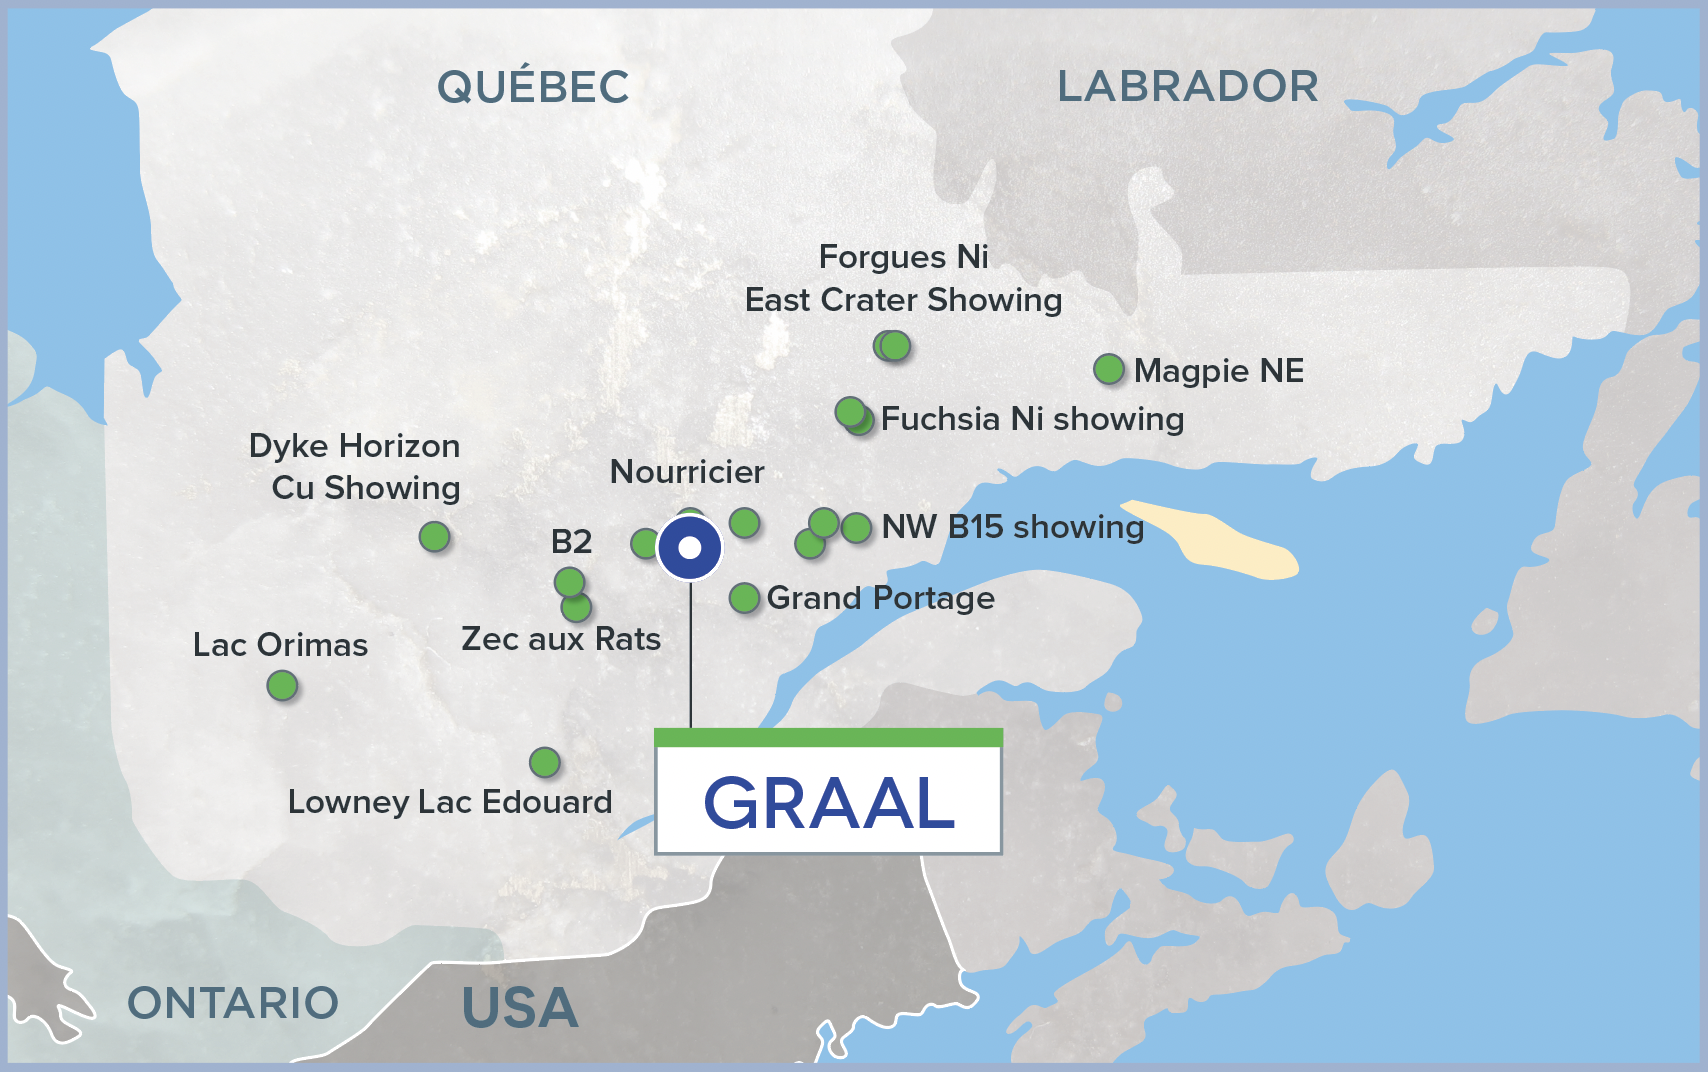 QUÉBEC
LABRADOR
Forgues Ni
East Crater Showing
Magpie NE
Fuchsia Ni showing
Dyke Horizon
Cu Showing
Nourricier
B2
NW B15 showing
Grand Portage
Zec aux Rats
Lac Orimas
Lowney Lac Edouard
GRAAL
ONTARIO
USA